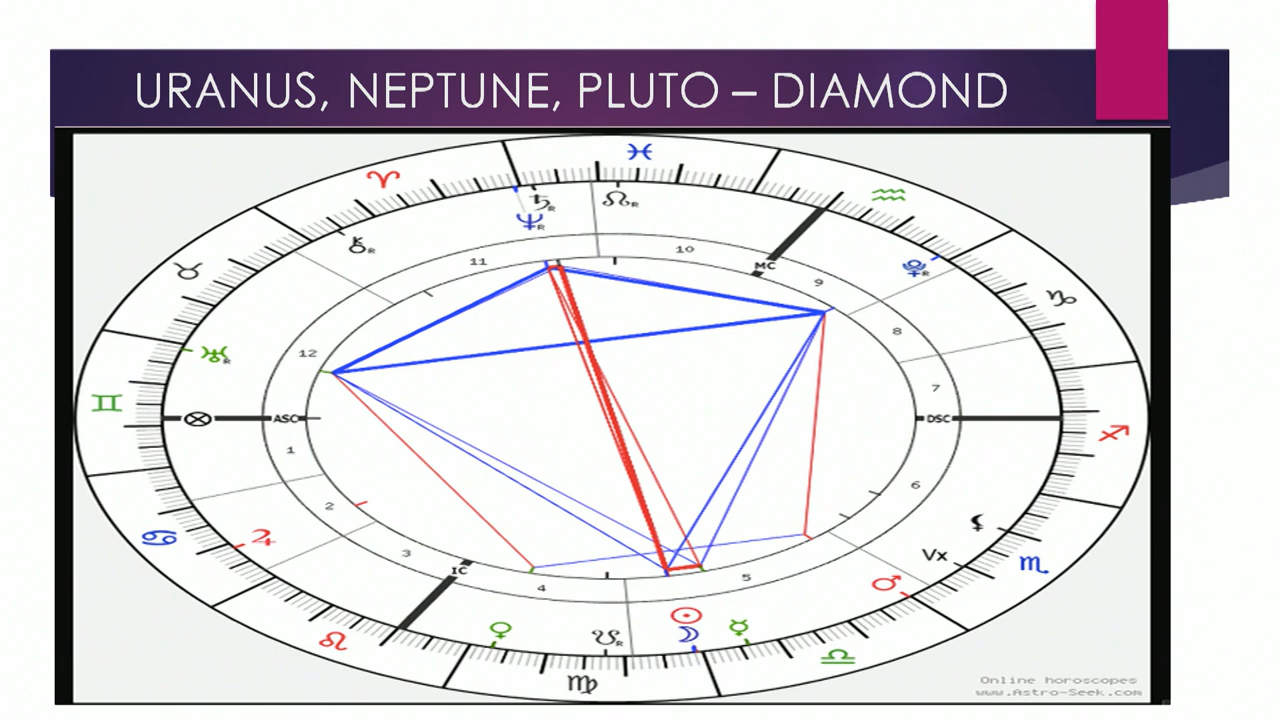 URANUS, NEPTUNE, PLUTO – DIAMOND
♓
♈
♒
♄R
☊R
♆R
⚷R
10
11
MC
♇R
♉
9
♑
8
12
♅R
7
♊
⊗
ASC
DSC
♐
1
6
2
⚸
♋
♃
3
Vx
IC
♏
5
♂
4
☉
♀
☿
☋R
☽
♌
♎
♍
Online horoscopes
www.Astro-Seek.com